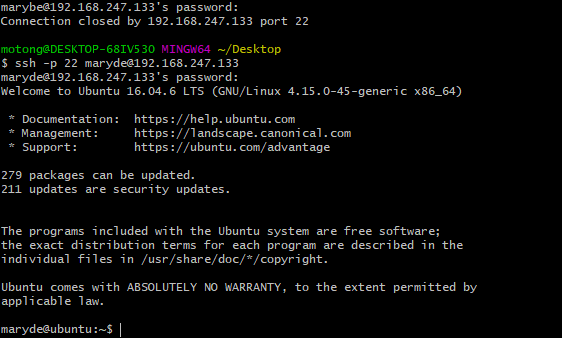 marybe@192.168.247.133's password:
Connection closed by 192.168.247.133 port 22
motong@DESKTOP-68IV530 MINGW64 ~/Desktop
$ ssh -p 22 maryde@192.168.247.133
maryde@192.168.247.133's password:
Welcome to Ubuntu 16.04.6 LTS (GNU/Linux 4.15.0-45-generic x86_64)
* Documentation:  https://help.ubuntu.com
* Management:     https://landscape.canonical.com
* Support:        https://ubuntu.com/advantage
279 packages can be updated.
211 updates are security updates.
The programs included with the Ubuntu system are free software;
the exact distribution terms for each program are described in the
individual files in /usr/share/doc/*/copyright.
Ubuntu comes with ABSOLUTELY NO WARRANTY, to the extent permitted by
applicable law.
maryde@ubuntu:~$